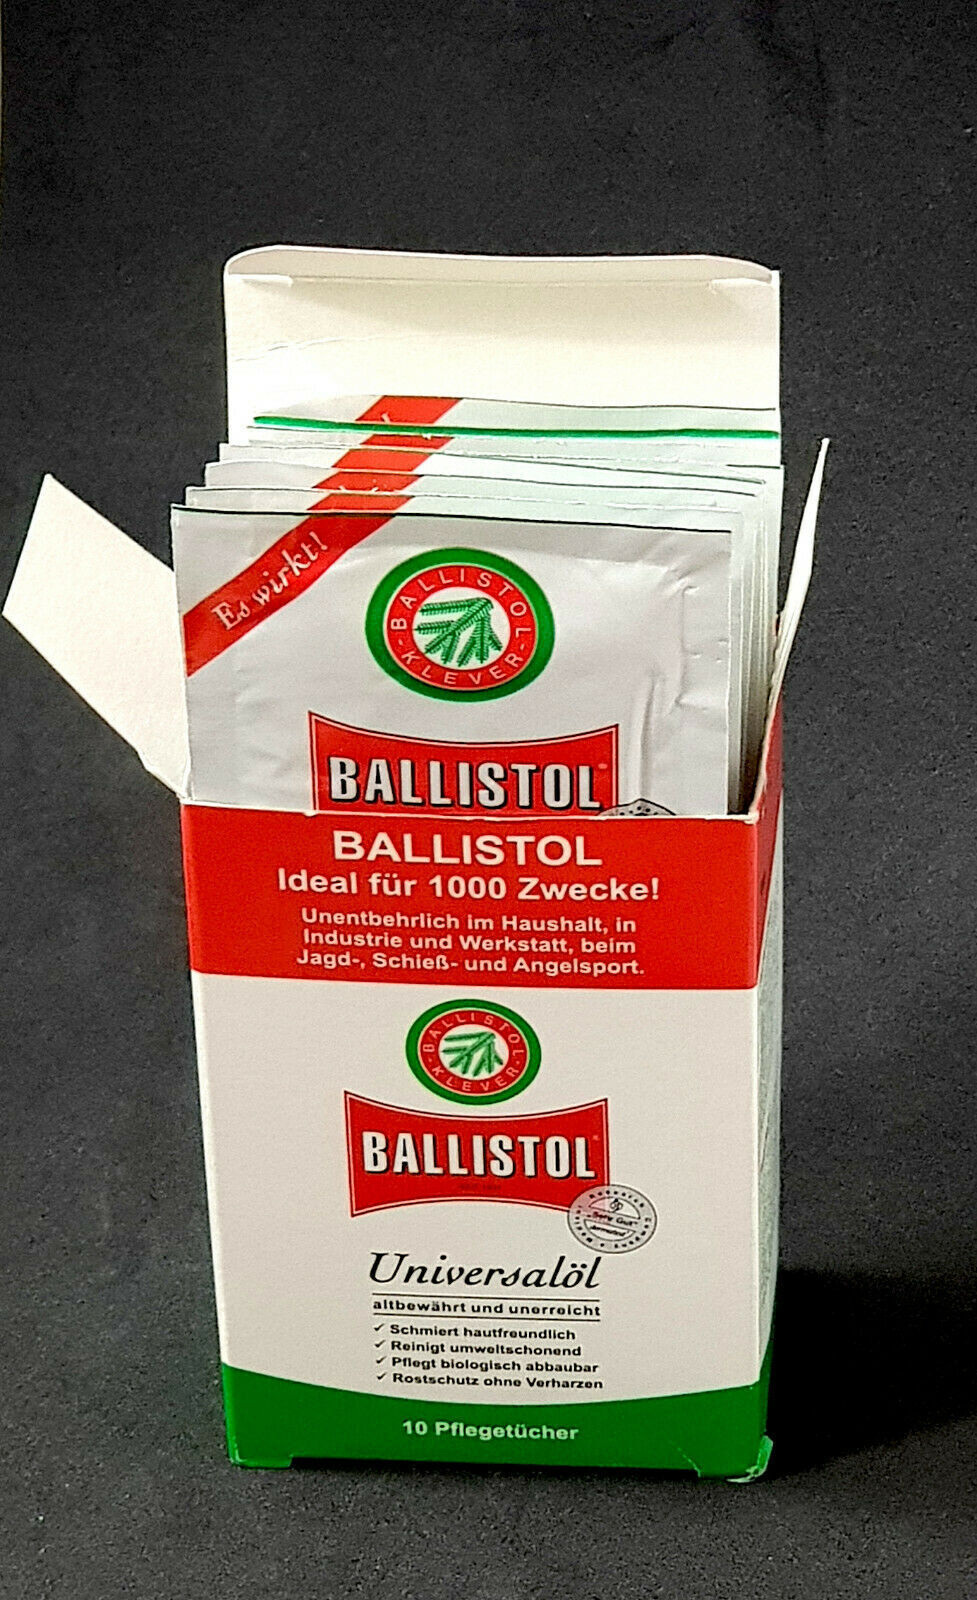 Es wirkt!
BALLISTOL
KLEVER
BALLISTOL
BALLISTOL
Ideal für 1000 Zwecke!
Unentbehrlich im Haushalt, in
Industrie und Werkstatt, beim
Jagd-, Schieß- und Angelsport.
BALLISTOL
KLEVER
BALLISTOL
"Sehr Gut"
Universalöl
altbewährt und unerreicht
✓ Schmiert hautfreundlich
✓ Reinigt umweltschonend
✓ Pflegt biologisch abbaubar
✓ Rostschutz ohne Verharzen
10 Pflegetücher